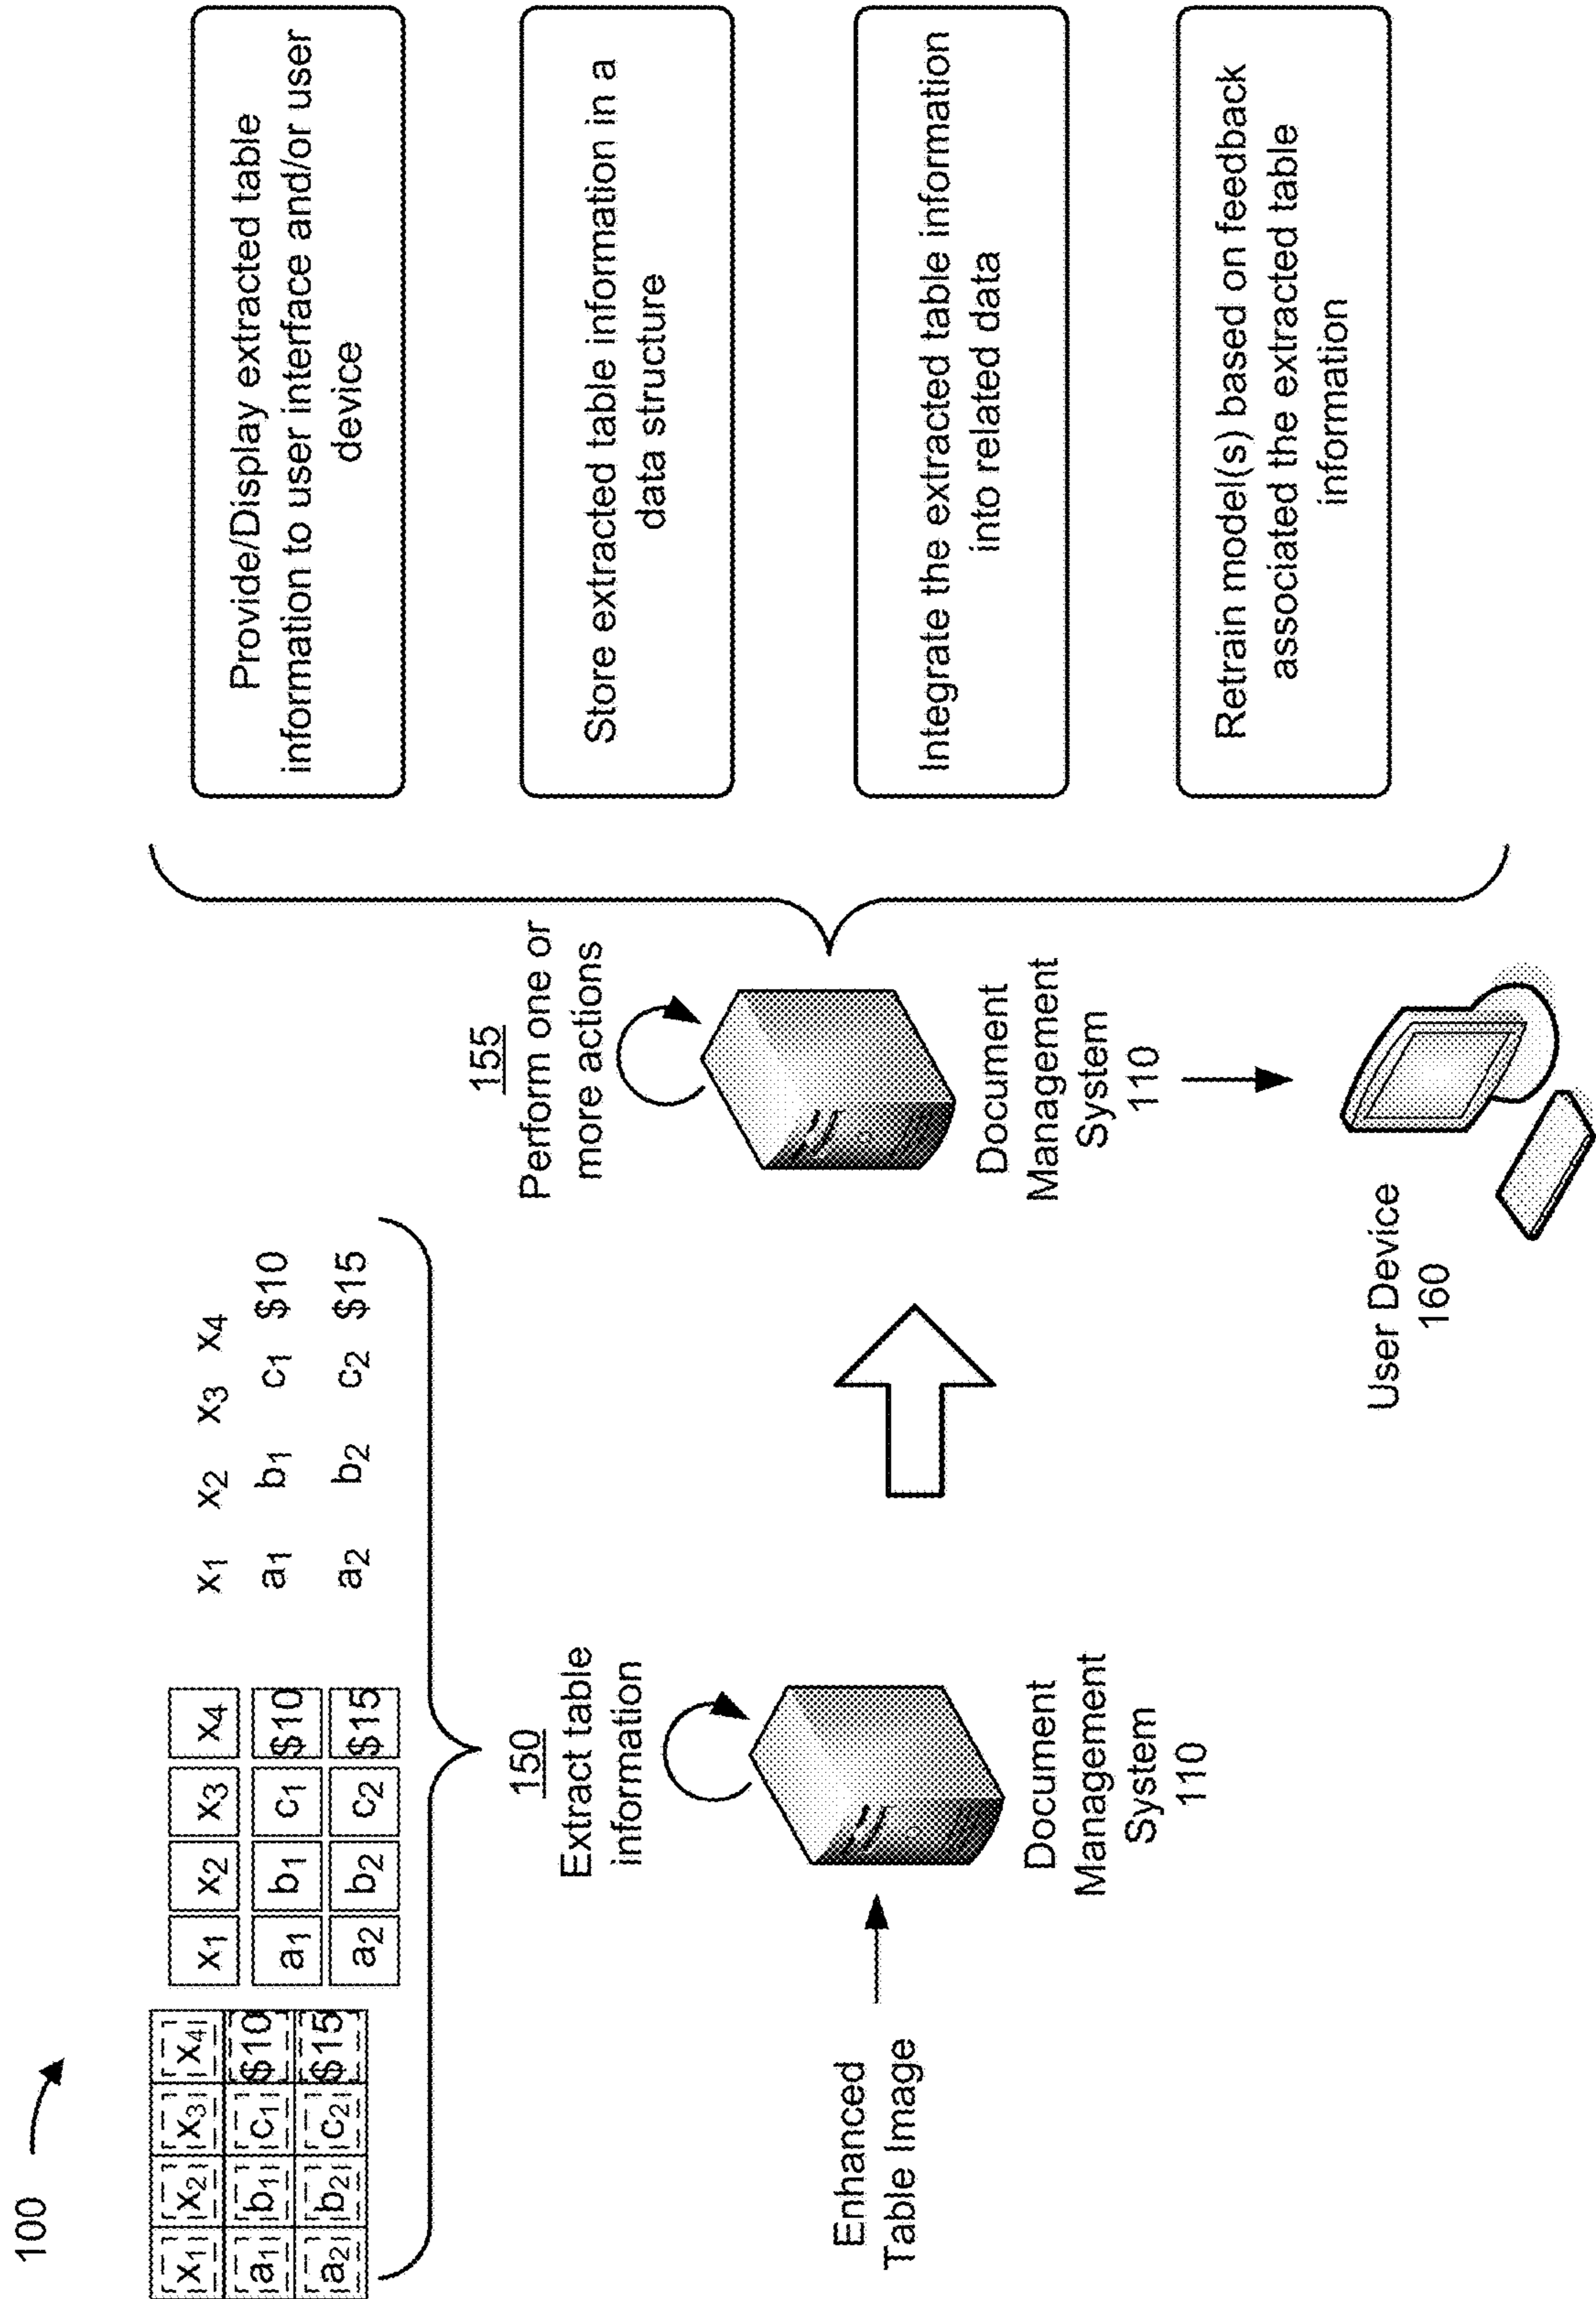 100
x1 x2 x3 x4
a1 b1 c1 $10
a2 b2 c2 $15
x1 x2 x3 x4
a1 b1 c1 $10
a2 b2 c2 $15
x1 x2 x3 x4
a1 b1 c1 $10
a2 b2 c2 $15
150
Extract table
information
Enhanced
Table Image
Document
Management
System
110
155
Perform one or
more actions
Document
Management
System
110
User Device
160
Provide/Display extracted table
information to user interface and/or user
device
Store extracted table information in a
data structure
Integrate the extracted table information
into related data
Retrain model(s) based on feedback
associated the extracted table
information